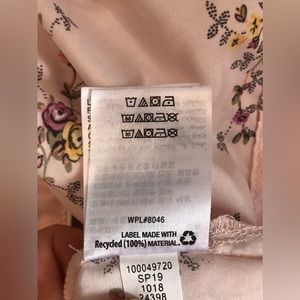 WPL#8046
LABEL MADE WITH
Recycled (100%) MATERIAL.
100049720
SP19
1018
24398